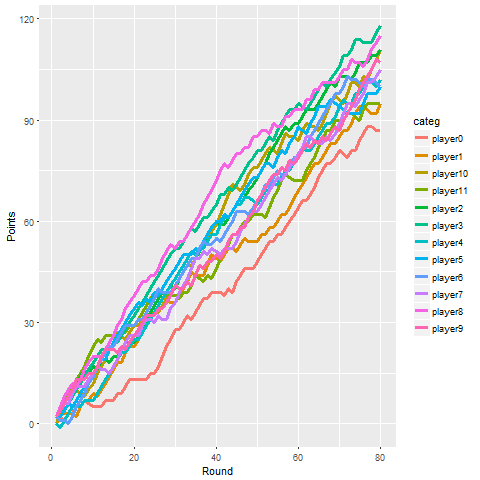 120
90
60
30
0
Points
0
20
40
60
80
Round
categ
player0
player1
player10
player11
player2
player3
player4
player5
player6
player7
player8
player9